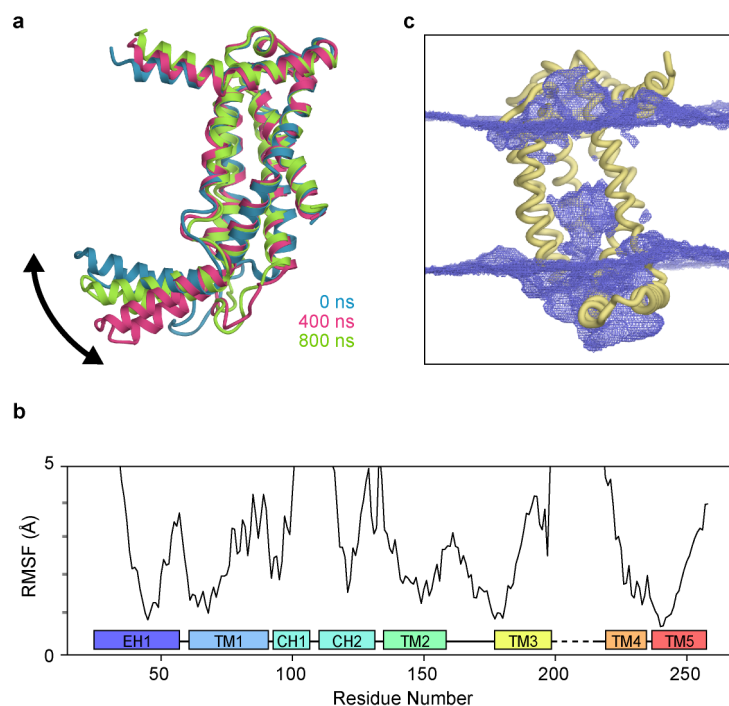 a
c
0 ns
400 ns
800 ns
b
5
RMSF (Å)
EH1 TM1 CH1 CH2 TM2 TM3 TM4 TM5
0
50 100 150 200 250
Residue Number